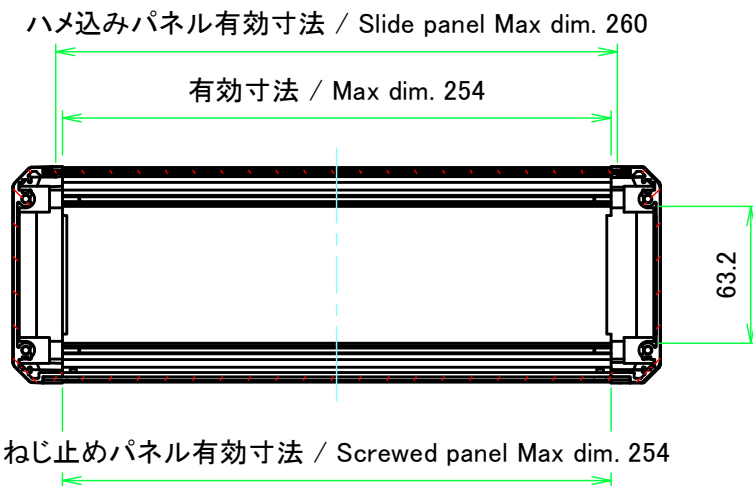 ハメ込みパネル有効寸法 / Slide panel Max dim. 260
有効寸法 / Max dim. 254
63.2
ねじ止めパネル有効寸法 / Screwed panel Max dim. 254